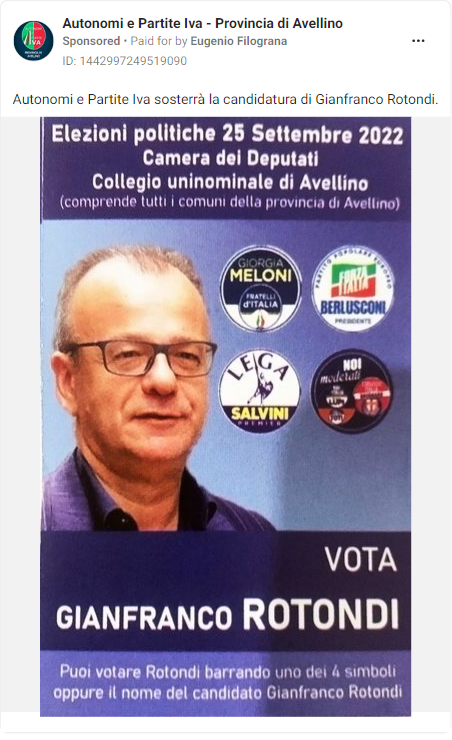 Autonomi e Partite Iva - Provincia di Avellino
Sponsored • Paid for by Eugenio Filograna
ID: 1442997249519090
Autonomi e Partite Iva sosterrà la candidatura di Gianfranco Rotondi.
Elezioni politiche 25 Settembre 2022
Camera dei Deputati
Collegio uninominale di Avellino
(comprende tutti i comuni della provincia di Avellino)
GIORGIA
MELONI
FRATELLI
d'ITALIA
PARTITO POPOLARE EUROPEO
FORZA
ITALIA
BERLUSCONI
PRESIDENTE
LEGA
SALVINI
PREMIER
NOI
moderati
VOTA
GIANFRANCO ROTONDI
Puoi votare Rotondi barrando uno dei 4 simboli
oppure il nome del candidato Gianfranco Rotondi